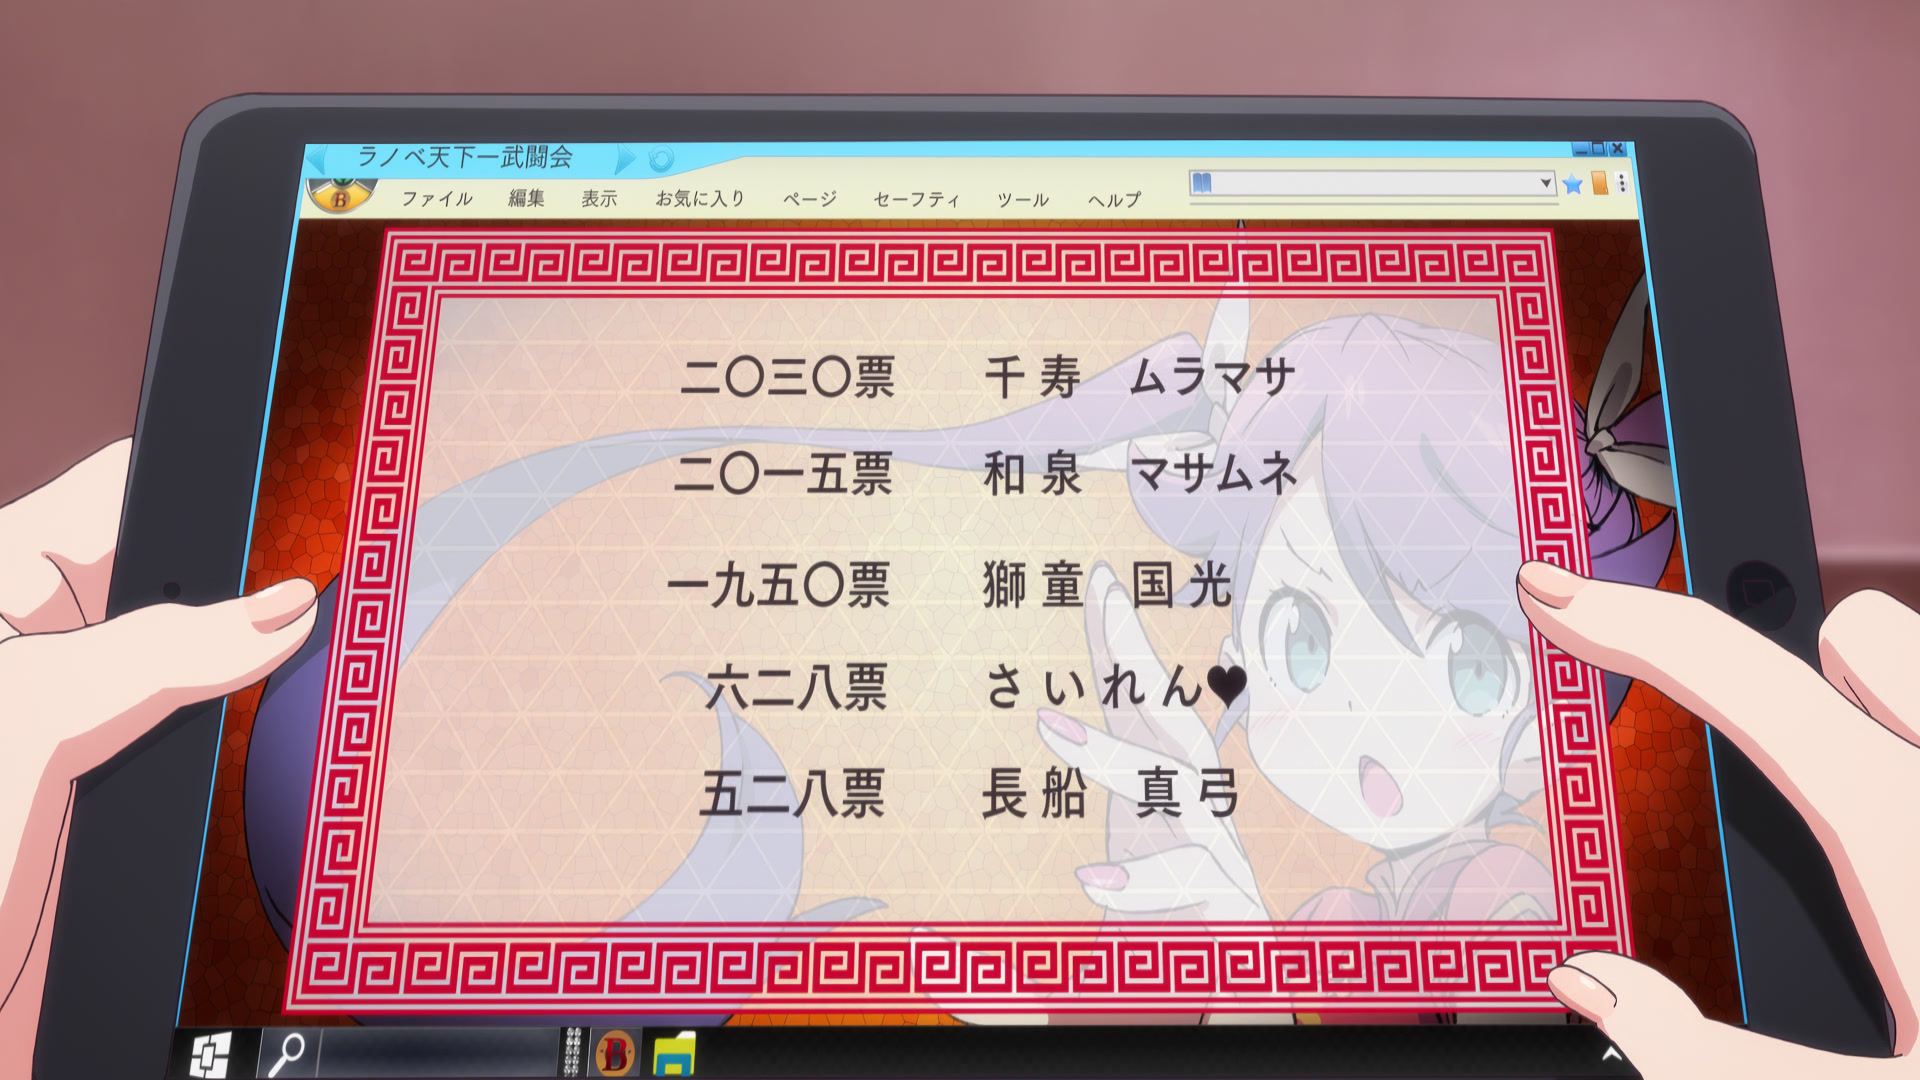 ラノベ天下一武闘会
ファイル 編集 表示 お気に入り ページ セーフティ ツール ヘルプ
B
二〇三〇票 千寿 ムラマサ
二〇一五票 和泉 マサムネ
一九五〇票 獅童 国光
六二八票 さいれん♥
五二八票 長船 真弓
B